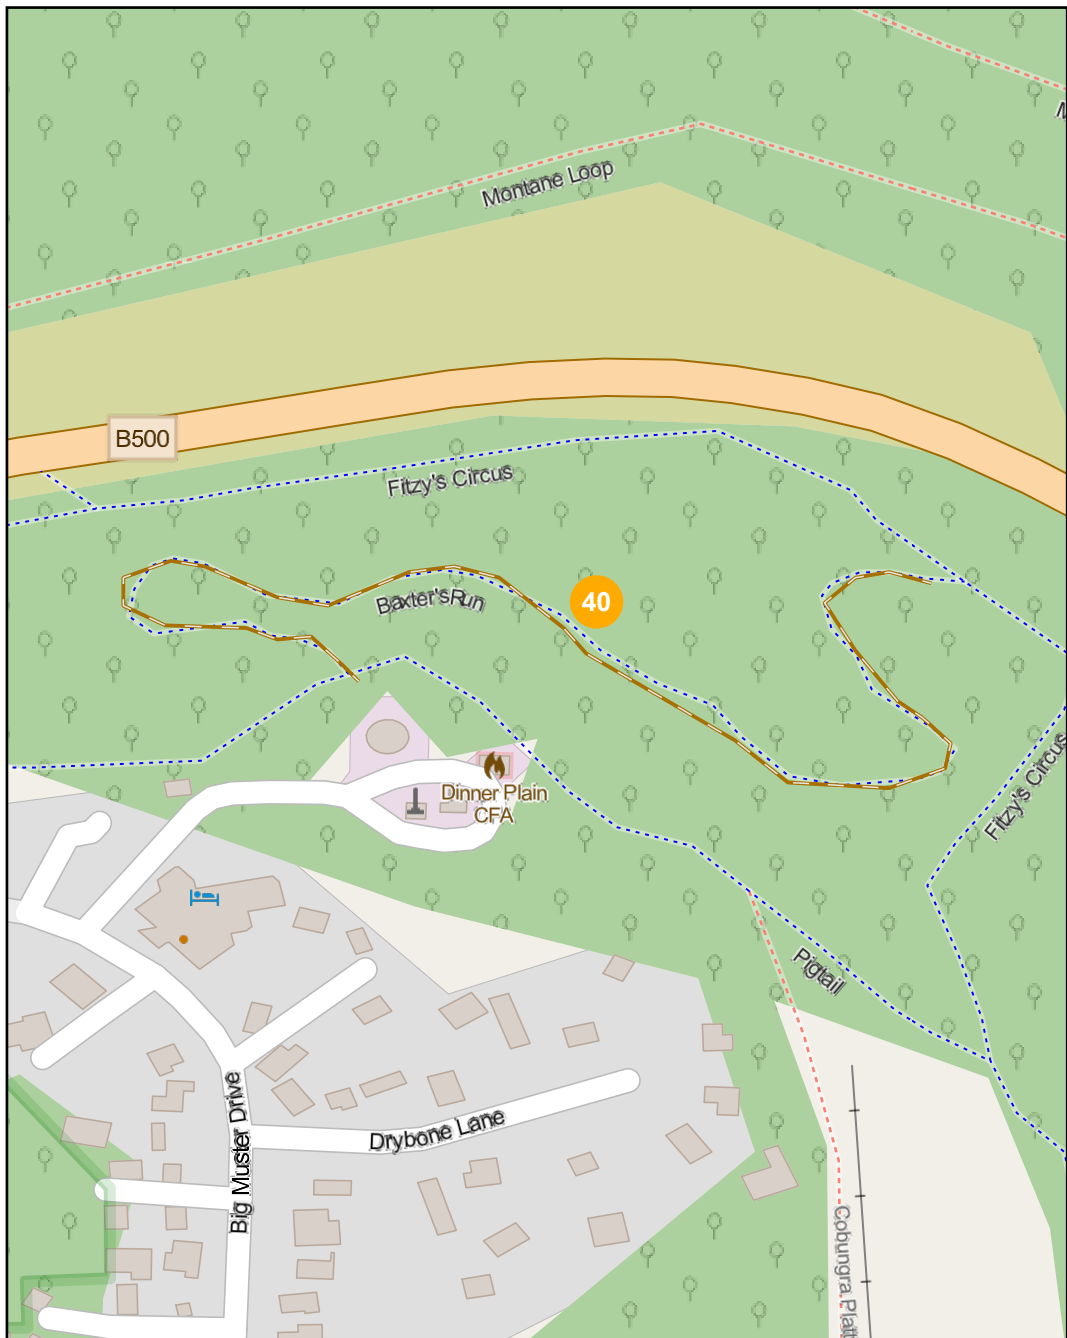 M
Montane Loop
B500
Fitzy's Circus
Baxter's Run
40
Fitzy's Circus
Dinner Plain
CFA
Pigtail
Big Muster Drive
Drybone Lane
Cobungra Platt